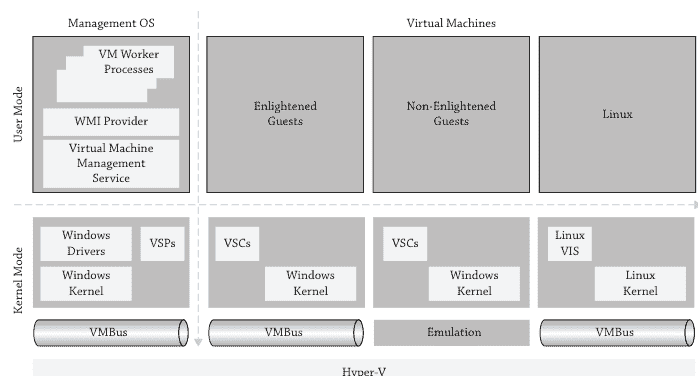 Management OS
Virtual Machines
User Mode
VM Worker
Processes
WMI Provider
Virtual Machine
Management
Service
Enlightened
Guests
Non-Enlightened
Guests
Linux
Kernel Mode
Windows
Drivers
VSPs
Windows
Kernel
VSCs
Windows
Kernel
VSCs
Windows
Kernel
Linux
VIS
Linux
Kernel
VMBus
VMBus
Emulation
VMBus
Hyper-V